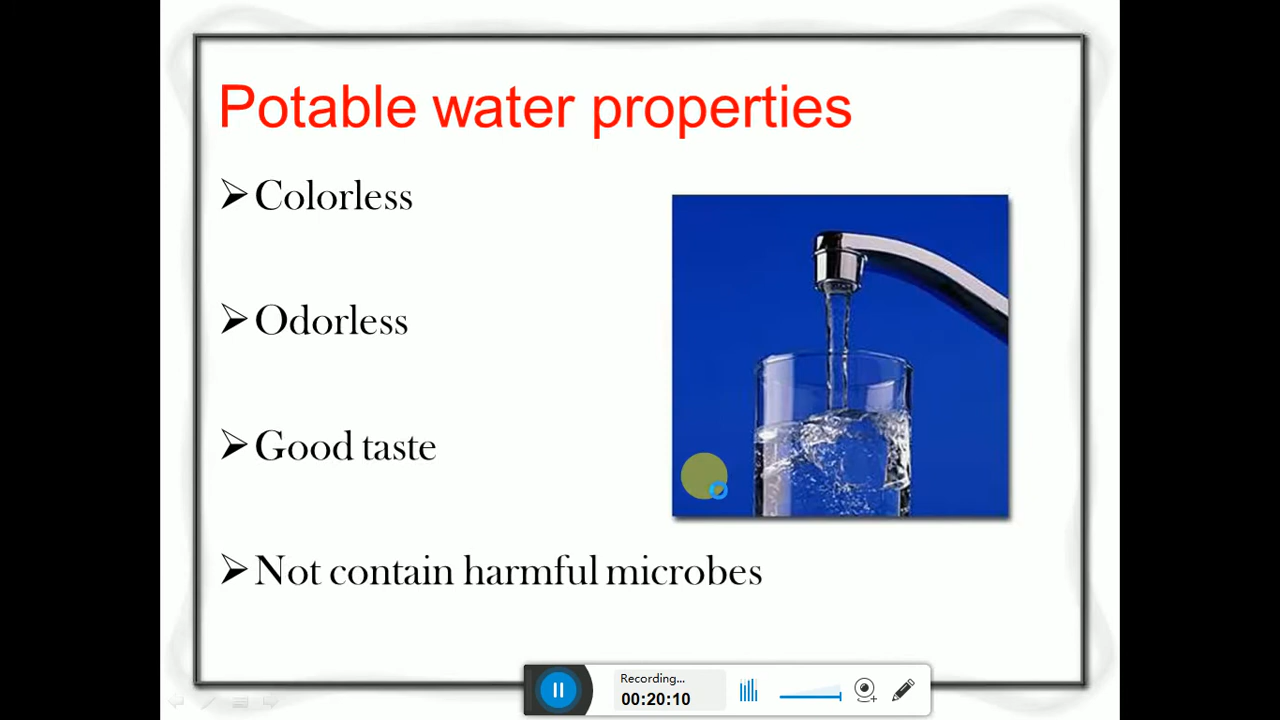 Potable water properties
Colorless
Odorless
Good taste
Not contain harmful microbes
Recording...
00:20:10